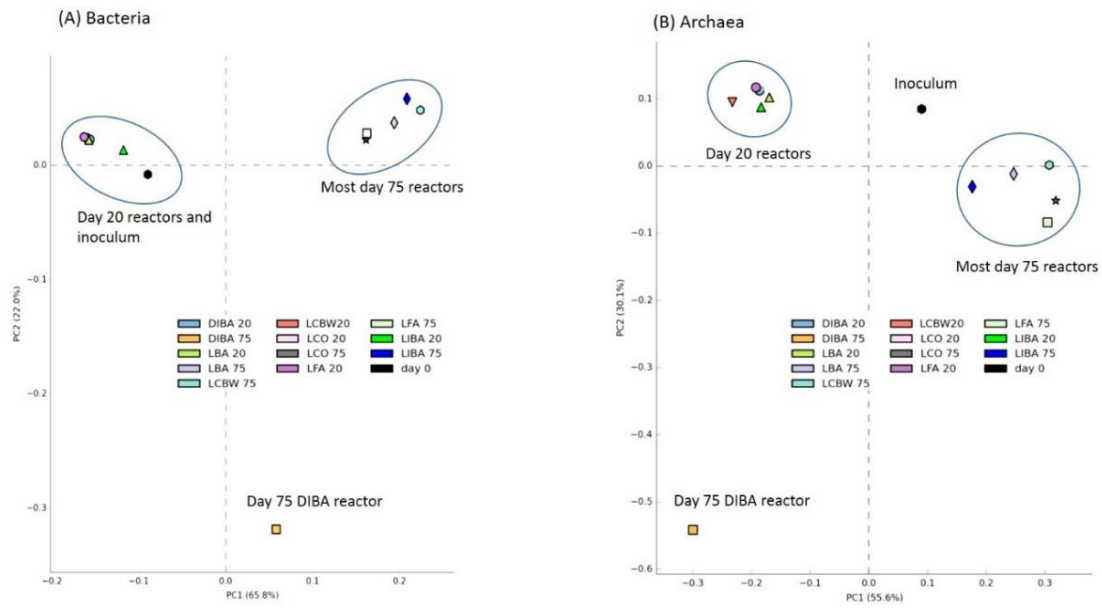 (A) Bacteria
0.0
−0.1
−0.2
−0.3
PC2 (22.0%)
Day 20 reactors and
inoculum
Most day 75 reactors
DIBA 20
DIBA 75
LBA 20
LBA 75
LCBW 75
LCBW20
LCO 20
LCO 75
LFA 20
LFA 75
LIBA 20
LIBA 75
day 0
Day 75 DIBA reactor
−0.2
−0.1
0.0
0.1
0.2
PC1 (65.8%)
(B) Archaea
0.1
0.0
−0.1
−0.2
−0.3
−0.4
−0.5
−0.6
PC2 (30.1%)
Inoculum
Day 20 reactors
Most day 75 reactors
DIBA 20
DIBA 75
LBA 20
LBA 75
LCBW 75
LCBW20
LCO 20
LCO 75
LFA 20
LFA 75
LIBA 20
LIBA 75
day 0
Day 75 DIBA reactor
−0.3
−0.2
−0.1
0.0
0.1
0.2
0.3
PC1 (55.6%)